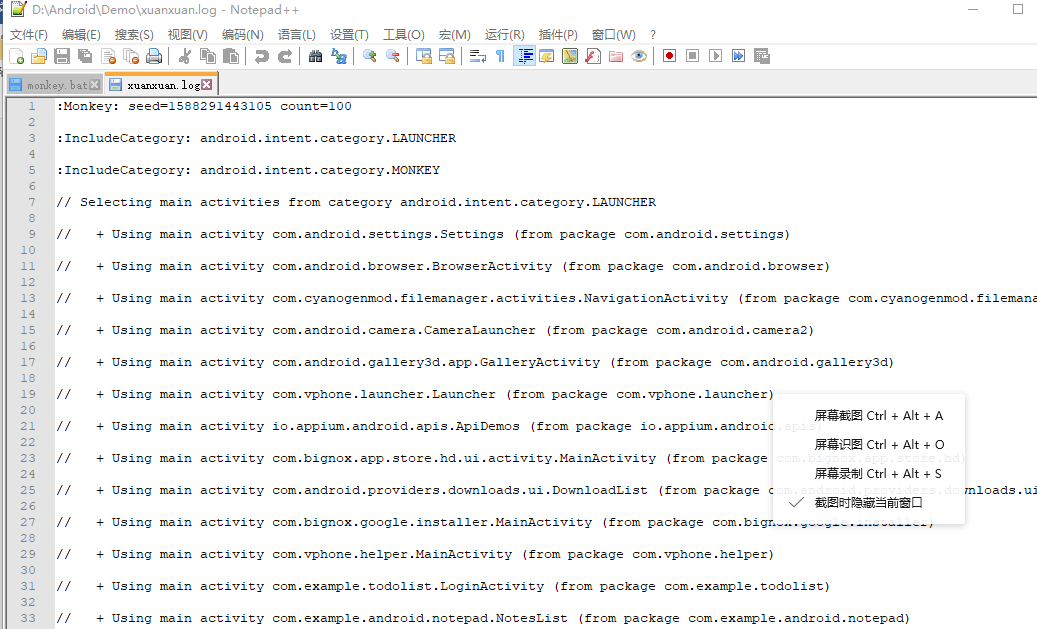 D:\Android\Demo\xuanxuan.log - Notepad++
文件(F) 编辑(E) 搜索(S) 视图(V) 编码(N) 语言(L) 设置(T) 工具(O) 宏(M) 运行(R) 插件(P) 窗口(W) ?
monkey.bat xuanxuan.log
1 :Monkey: seed=1588291443105 count=100
2
3 :IncludeCategory: android.intent.category.LAUNCHER
4
5 :IncludeCategory: android.intent.category.MONKEY
6
7 // Selecting main activities from category android.intent.category.LAUNCHER
8
9 //   + Using main activity com.android.settings.Settings (from package com.android.settings)
10
11 //   + Using main activity com.android.browser.BrowserActivity (from package com.android.browser)
12
13 //   + Using main activity com.cyanogenmod.filemanager.activities.NavigationActivity (from package com.cyanogenmod.filemana
14
15 //   + Using main activity com.android.camera.CameraLauncher (from package com.android.camera2)
16
17 //   + Using main activity com.android.gallery3d.app.GalleryActivity (from package com.android.gallery3d)
18
19 //   + Using main activity com.vphone.launcher.Launcher (from package com.vphone.launcher)
20
21 //   + Using main activity io.appium.android.apis.ApiDemos (from package io.appium.android.apis)
22
23 //   + Using main activity com.bignox.app.store.hd.ui.activity.MainActivity (from package com.bignox.app.store.hd)
24
25 //   + Using main activity com.android.providers.downloads.ui.DownloadList (from package com.android.providers.downloads.ui
26
27 //   + Using main activity com.bignox.google.installer.MainActivity (from package com.bignox.google.installer)
28
29 //   + Using main activity com.vphone.helper.MainActivity (from package com.vphone.helper)
30
31 //   + Using main activity com.example.todolist.LoginActivity (from package com.example.todolist)
32
33 //   + Using main activity com.example.android.notepad.NotesList (from package com.example.android.notepad)
屏幕截图 Ctrl + Alt + A
屏幕识图 Ctrl + Alt + O
屏幕录制 Ctrl + Alt + S
截图时隐藏当前窗口